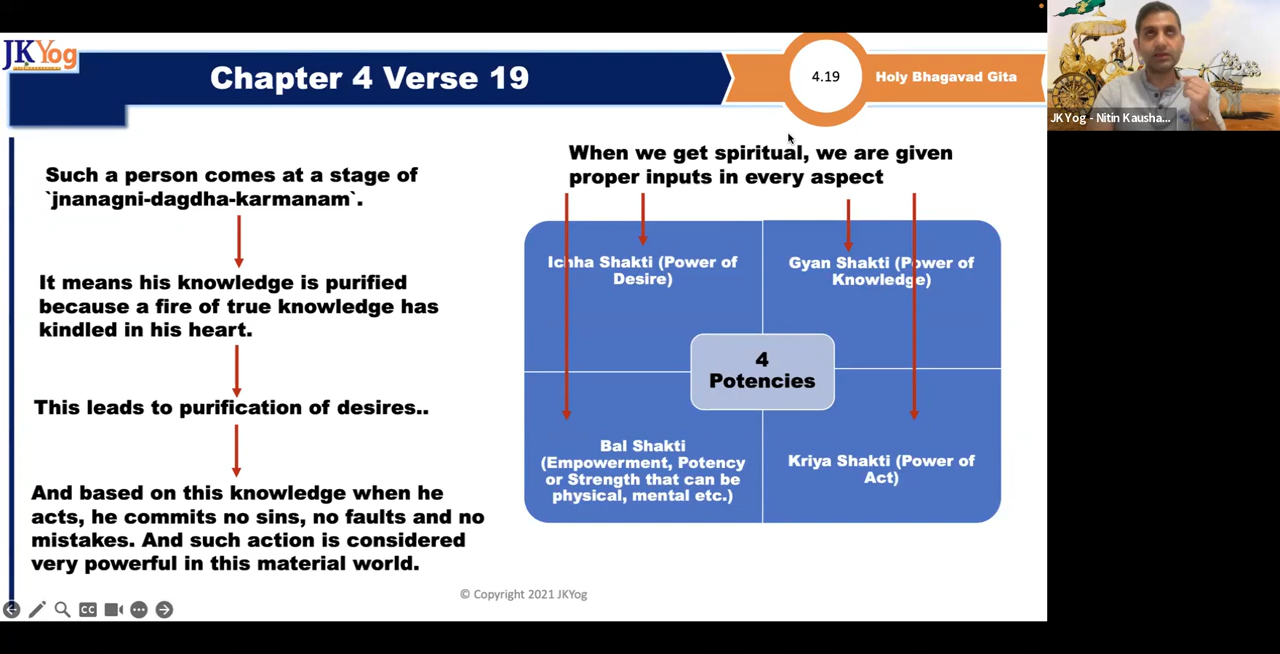 JKYog
Chapter 4 Verse 19
4.19
Holy Bhagavad Gita
JKYog - Nitin Kausha...
Such a person comes at a stage of
`jnanagni-dagdha-karmanam`.
It means his knowledge is purified
because a fire of true knowledge has
kindled in his heart.
This leads to purification of desires..
And based on this knowledge when he
acts, he commits no sins, no faults and no
mistakes. And such action is considered
very powerful in this material world.
When we get spiritual, we are given
proper inputs in every aspect
Ichha Shakti (Power of
Desire)
Gyan Shakti (Power of
Knowledge)
4
Potencies
Bal Shakti
(Empowerment, Potency
or Strength that can be
physical, mental etc.)
Kriya Shakti (Power of
Act)
© Copyright 2021 JKYog
CC